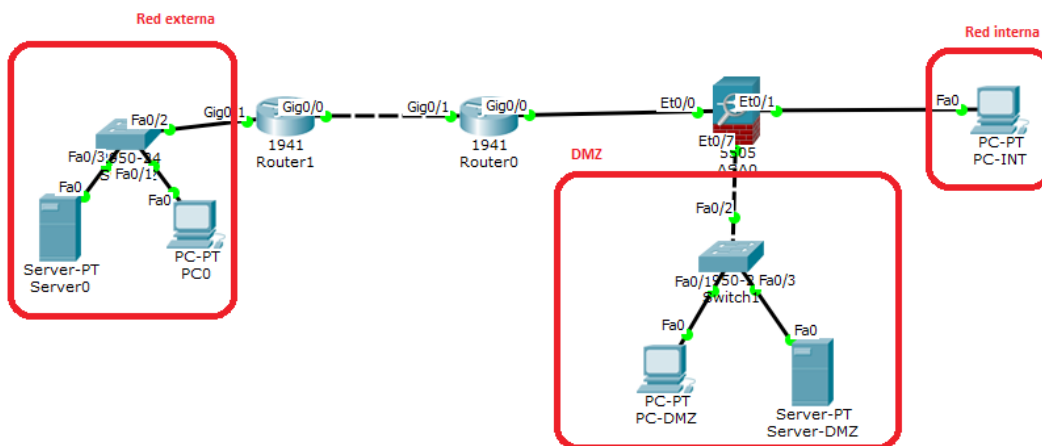 Red externa
Red interna
Fa0/2
Gig0/1
Gig0/0
1941
Router1
Gig0/1
Gig0/0
1941
Router0
Et0/0
Et0/1
Et0/7
5505
ASA0
Fa0
PC-PT
PC-INT
Fa0/3
Fa0/1
Fa0
Server-PT
Server0
Fa0
PC-PT
PC0
DMZ
Fa0/2
Fa0/1
Fa0/3
Switch1
Fa0
PC-PT
PC-DMZ
Fa0
Server-PT
Server-DMZ